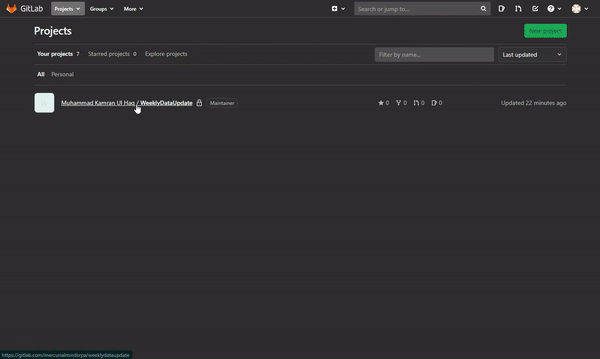 GitLab Projects Groups More Search or jump to...
Projects New project
Your projects 7 Starred projects 0 Explore projects Filter by name... Last updated
All Personal
Muhammad Kamran Ul Haq / WeeklyDataUpdate Maintainer 0 0 0 0 Updated 22 minutes ago
https://gitlab.com/mercurialmindsrpa/weeklydataupdate